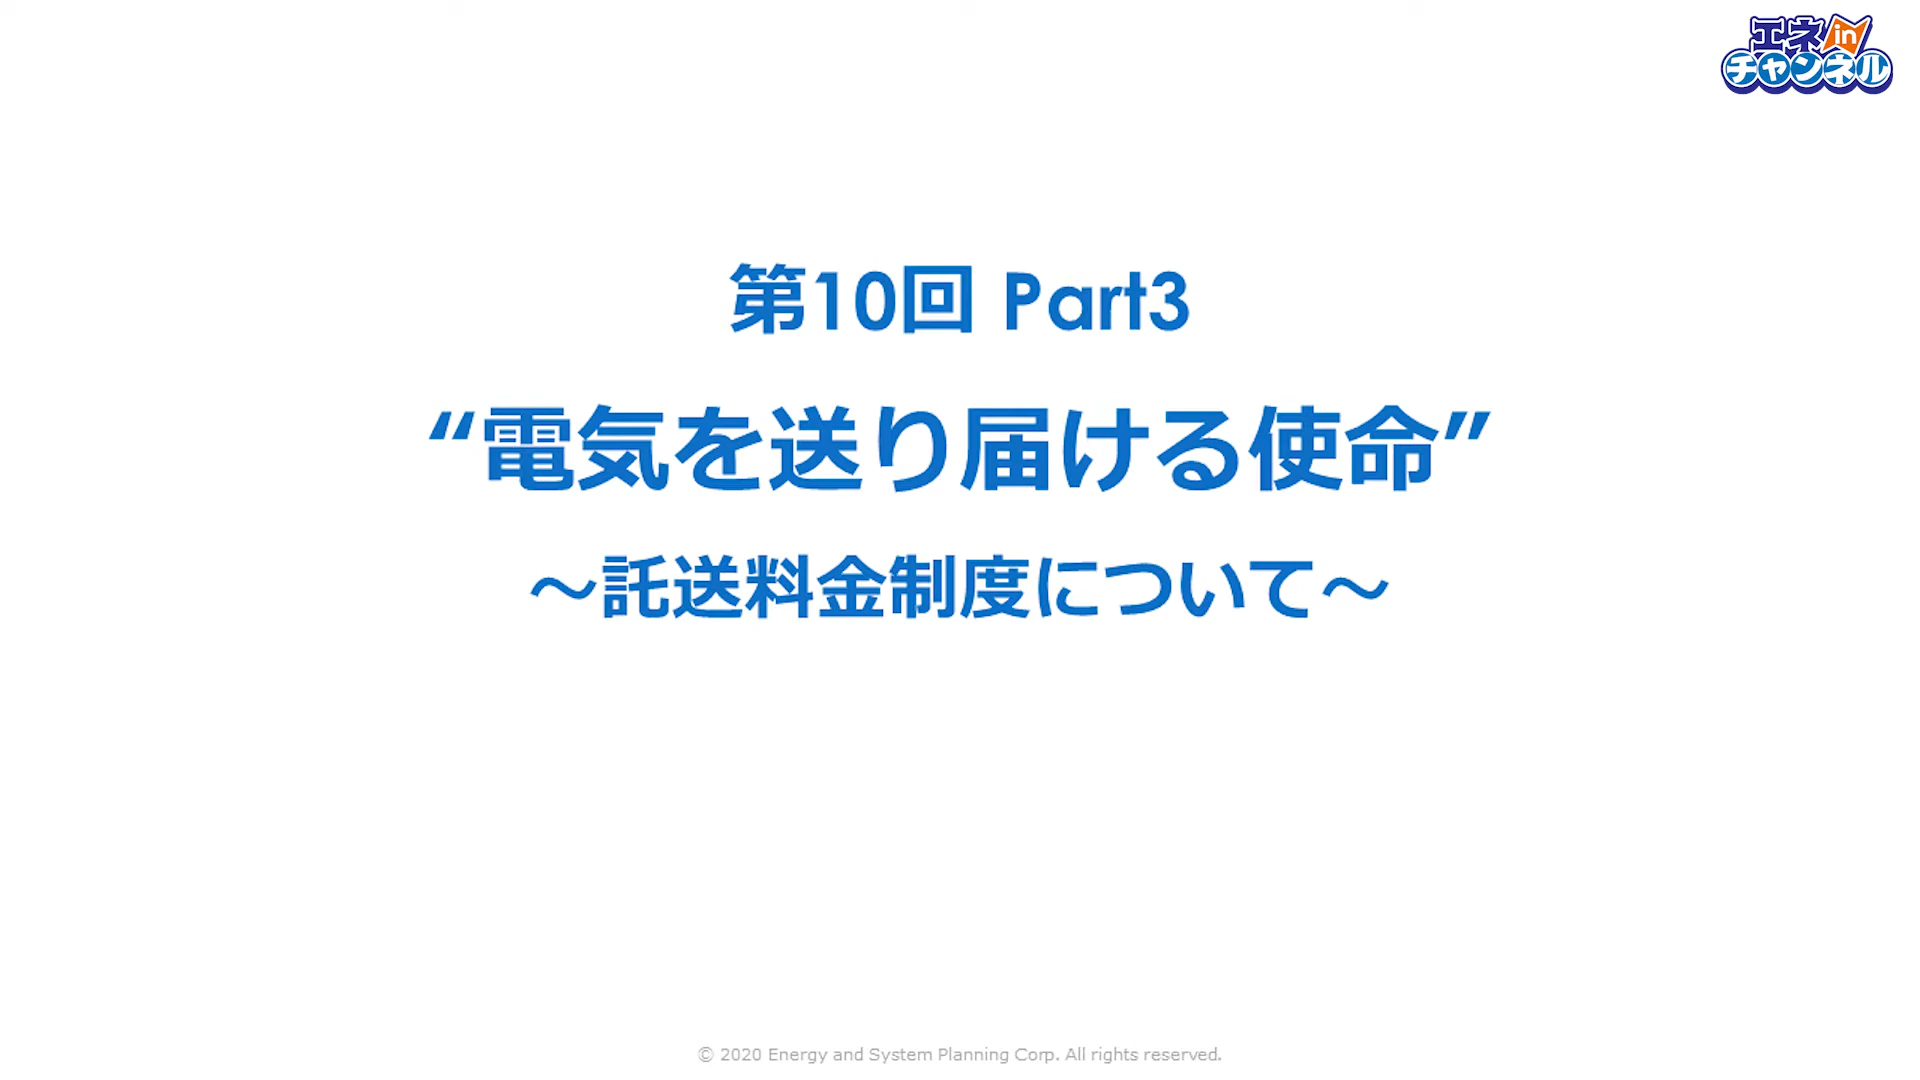 エネin
チャンネル
第10回 Part3
“電気を送り届ける使命”
～託送料金制度について～
© 2020 Energy and System Planning Corp. All rights reserved.